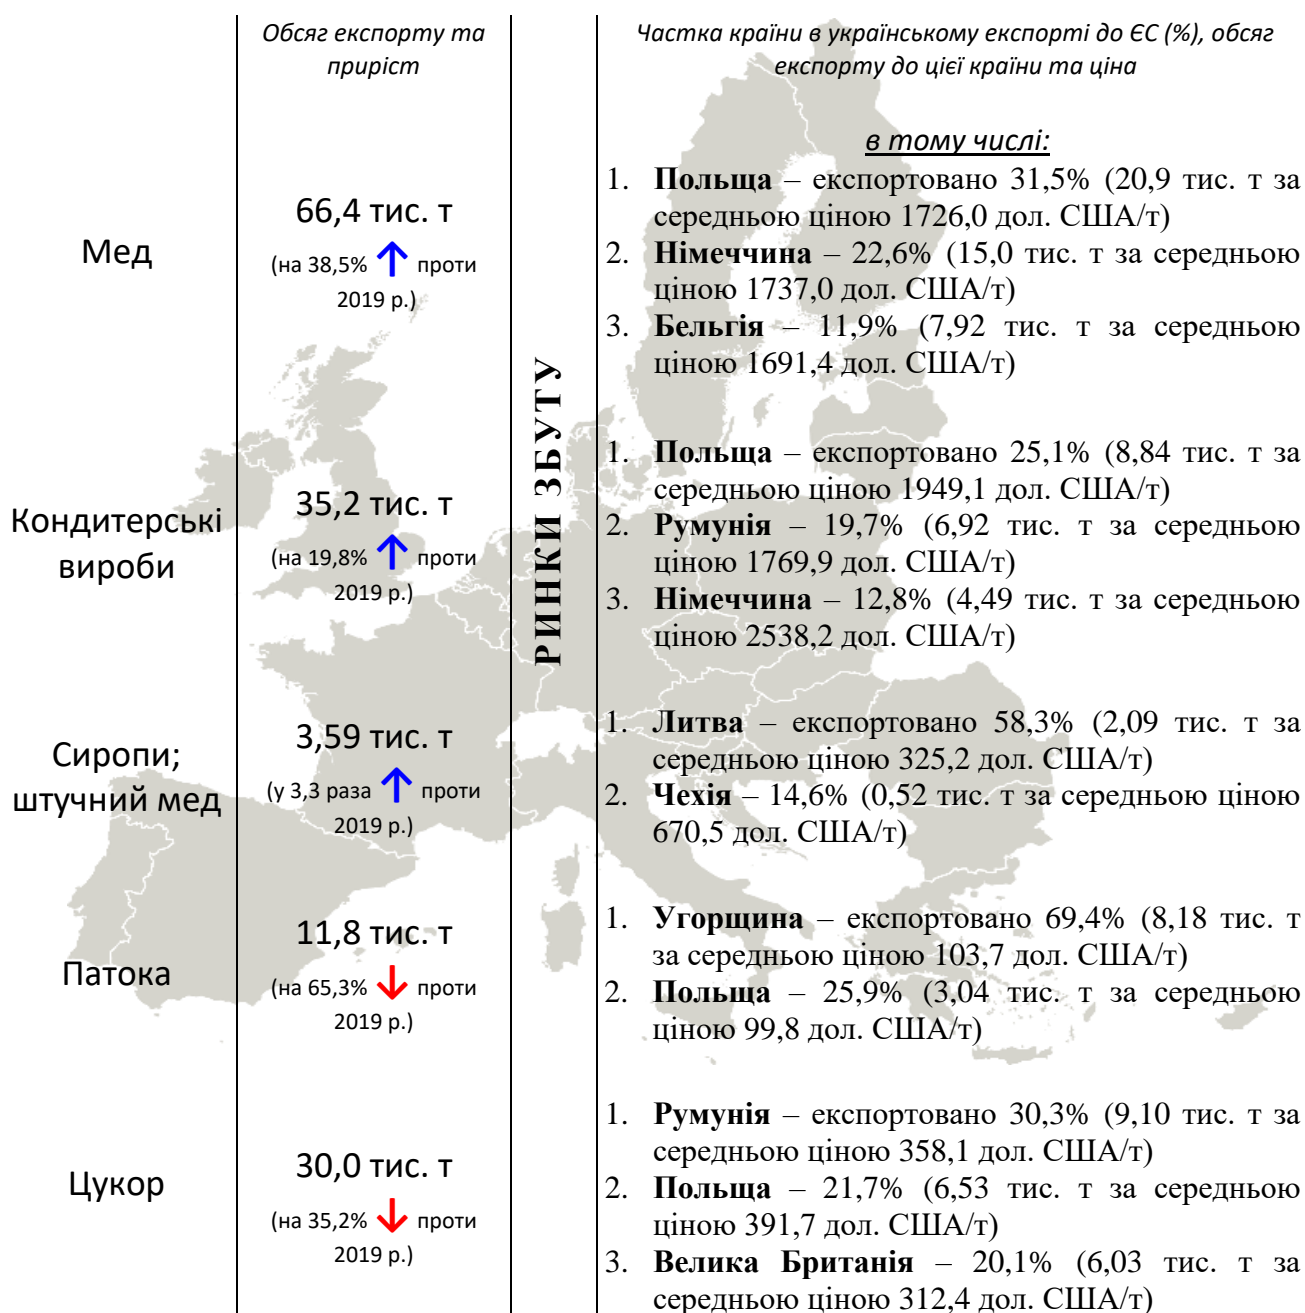 Обсяг експорту та
приріст
Частка країни в українському експорті до ЄС (%), обсяг
експорту до цієї країни та ціна
в тому числі:
Мед
66,4 тис. т
(на 38,5% ↑ проти
2019 р.)
1. Польща – експортовано 31,5% (20,9 тис. т за
середньою ціною 1726,0 дол. США/т)
2. Німеччина – 22,6% (15,0 тис. т за середньою
ціною 1737,0 дол. США/т)
3. Бельгія – 11,9% (7,92 тис. т за середньою
ціною 1691,4 дол. США/т)
РИНКИ ЗБУТУ
Кондитерські
вироби
35,2 тис. т
(на 19,8% ↑ проти
2019 р.)
1. Польща – експортовано 25,1% (8,84 тис. т за
середньою ціною 1949,1 дол. США/т)
2. Румунія – 19,7% (6,92 тис. т за середньою
ціною 1769,9 дол. США/т)
3. Німеччина – 12,8% (4,49 тис. т за середньою
ціною 2538,2 дол. США/т)
Сиропи;
штучний мед
3,59 тис. т
(у 3,3 раза ↑ проти
2019 р.)
1. Литва – експортовано 58,3% (2,09 тис. т за
середньою ціною 325,2 дол. США/т)
2. Чехія – 14,6% (0,52 тис. т за середньою ціною
670,5 дол. США/т)
Патока
11,8 тис. т
(на 65,3% ↓ проти
2019 р.)
1. Угорщина – експортовано 69,4% (8,18 тис. т
за середньою ціною 103,7 дол. США/т)
2. Польща – 25,9% (3,04 тис. т за середньою
ціною 99,8 дол. США/т)
Цукор
30,0 тис. т
(на 35,2% ↓ проти
2019 р.)
1. Румунія – експортовано 30,3% (9,10 тис. т за
середньою ціною 358,1 дол. США/т)
2. Польща – 21,7% (6,53 тис. т за середньою
ціною 391,7 дол. США/т)
3. Велика Британія – 20,1% (6,03 тис. т за
середньою ціною 312,4 дол. США/т)